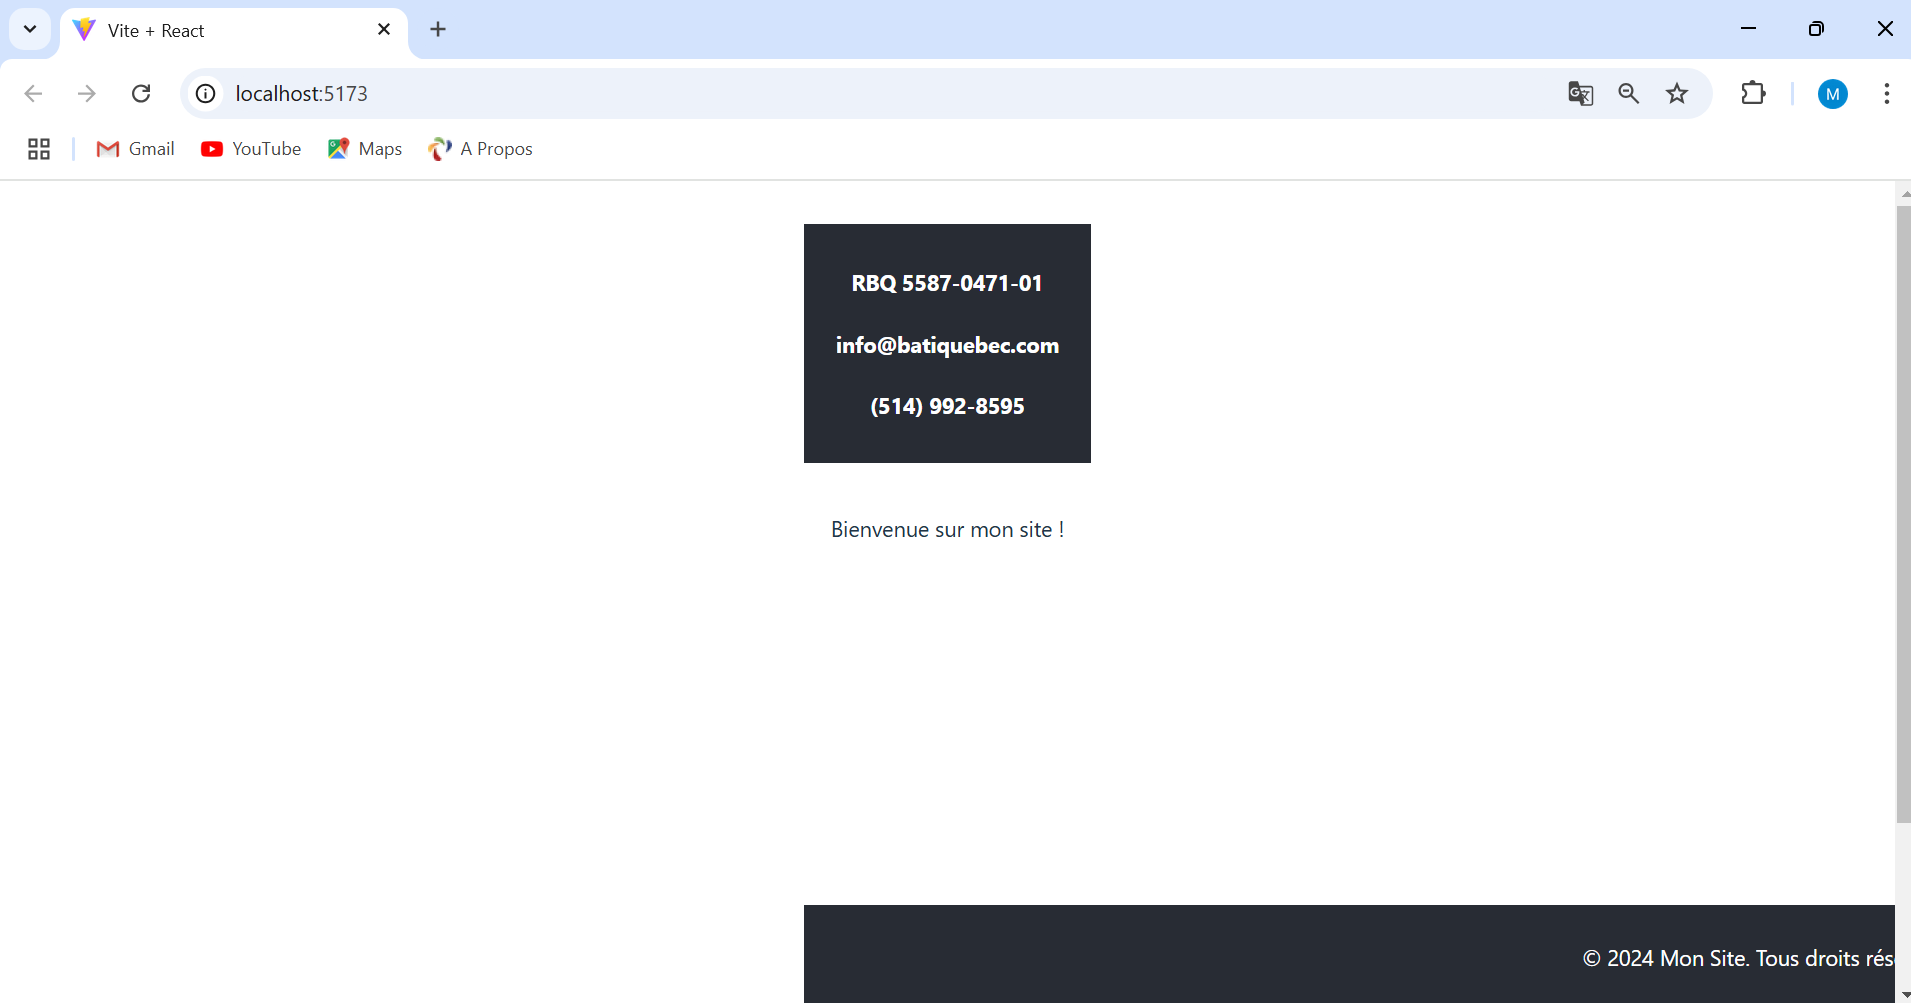 Vite + React
localhost:5173
M
Gmail
YouTube
Maps
A Propos
RBQ 5587-0471-01
info@batiquebec.com
(514) 992-8595
Bienvenue sur mon site !
© 2024 Mon Site. Tous droits rés